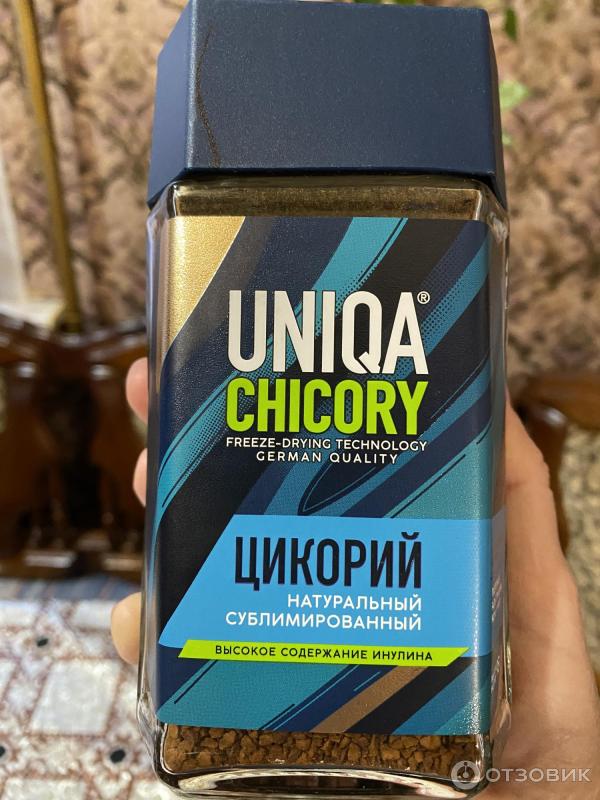 UNIQA®
CHICORY
FREEZE-DRYING TECHNOLOGY
GERMAN QUALITY
ЦИКОРИЙ
НАТУРАЛЬНЫЙ
СУБЛИМИРОВАННЫЙ
ВЫСОКОЕ СОДЕРЖАНИЕ ИНУЛИНА
ОТЗОВИК